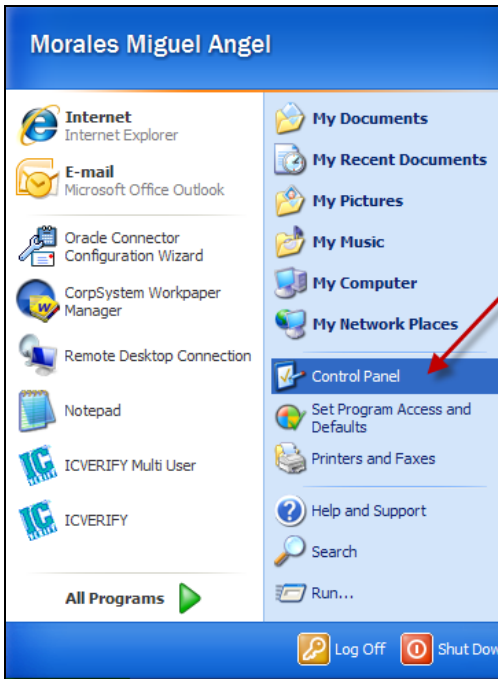 Morales Miguel Angel
Internet
Internet Explorer
E-mail
Microsoft Office Outlook
Oracle Connector
Configuration Wizard
CorpSystem Workpaper
Manager
Remote Desktop Connection
Notepad
ICVERIFY Multi User
ICVERIFY
All Programs
My Documents
My Recent Documents
My Pictures
My Music
My Computer
My Network Places
Control Panel
Set Program Access and
Defaults
Printers and Faxes
Help and Support
Search
Run...
Log Off
Shut Dow